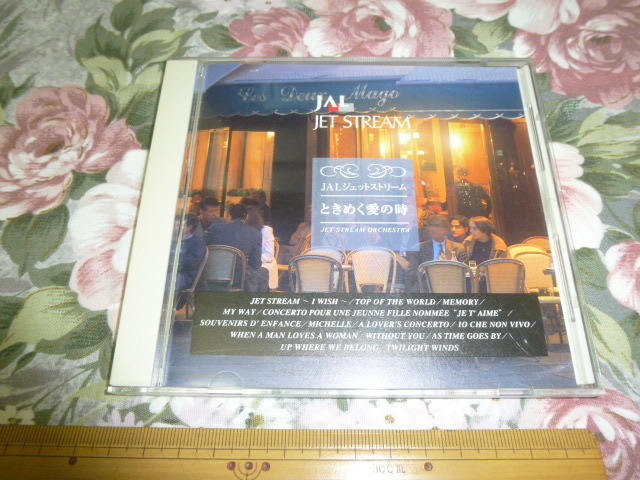 Les Deux Magots
JAL
JET STREAM
JALジェットストリーム
ときめく愛の時
JET STREAM ORCHESTRA
JET STREAM ~ I WISH ~ / TOP OF THE WORLD / MEMORY /
MY WAY / CONCERTO POUR UNE JEUNNE FILLE NOMMÉE "JE T' AIME" /
SOUVENIRS D' ENFANCE / MICHELLE / A LOVER'S CONCERTO / IO CHE NON VIVO /
WHEN A MAN LOVES A WOMAN / WITHOUT YOU / AS TIME GOES BY /
UP WHERE WE BELONG / TWILIGHT WINDS
30cm